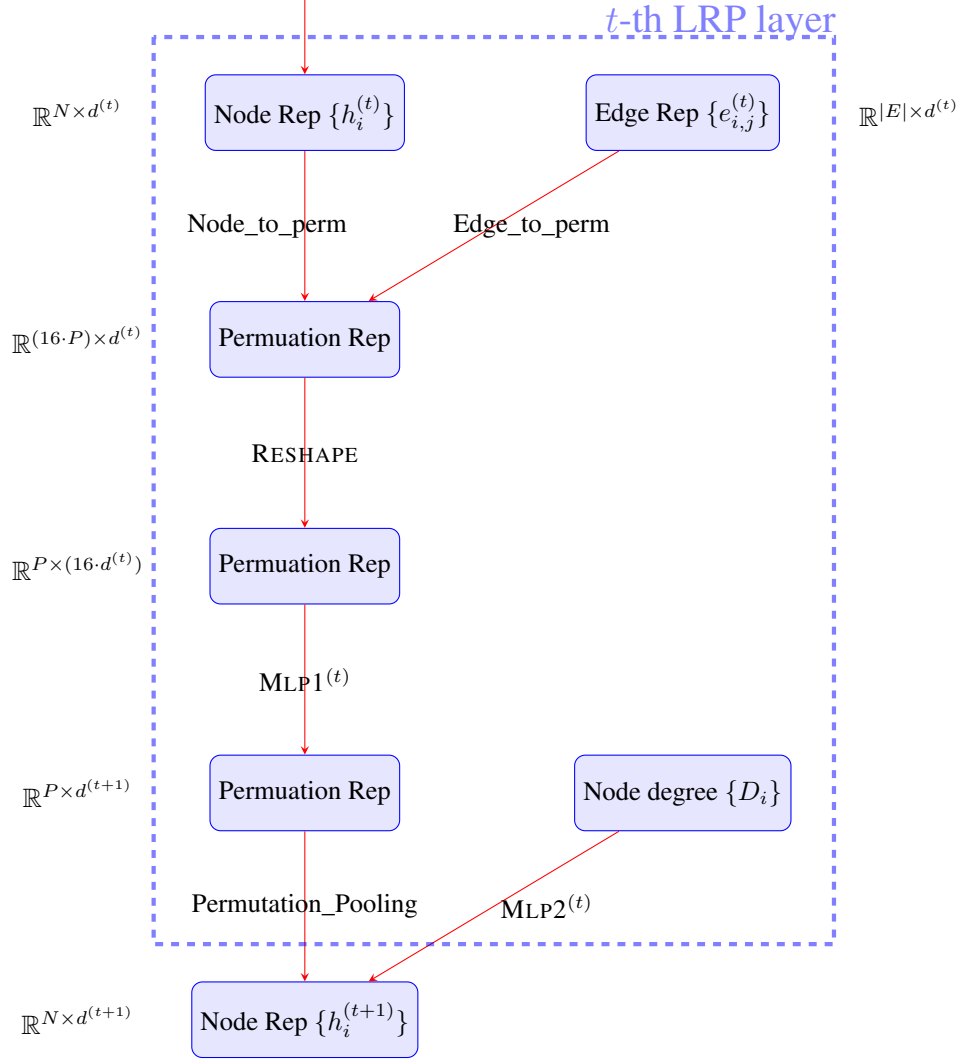 t-th LRP layer
ℝ^{N×d^{(t)}} Node Rep {h_i^{(t)}} Edge Rep {e_{i,j}^{(t)}} ℝ^{|E|×d^{(t)}}
Node_to_perm Edge_to_perm
ℝ^{(16·P)×d^{(t)}} Permuation Rep
RESHAPE
ℝ^{P×(16·d^{(t)})} Permuation Rep
MLP1^{(t)}
ℝ^{P×d^{(t+1)}} Permuation Rep Node degree {D_i}
Permutation_Pooling MLP2^{(t)}
ℝ^{N×d^{(t+1)}} Node Rep {h_i^{(t+1)}}